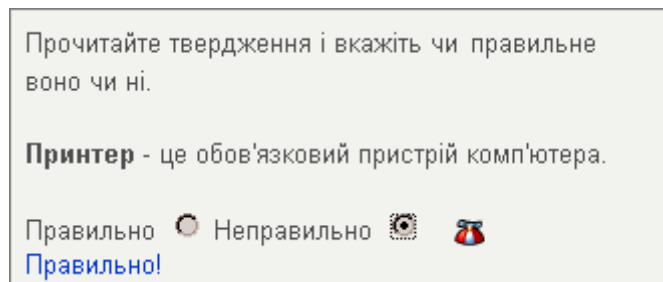 Прочитайте твердження і вкажіть чи правильне
воно чи ні.
Принтер - це обов'язковий пристрій комп'ютера.
Правильно Неправильно
Правильно!